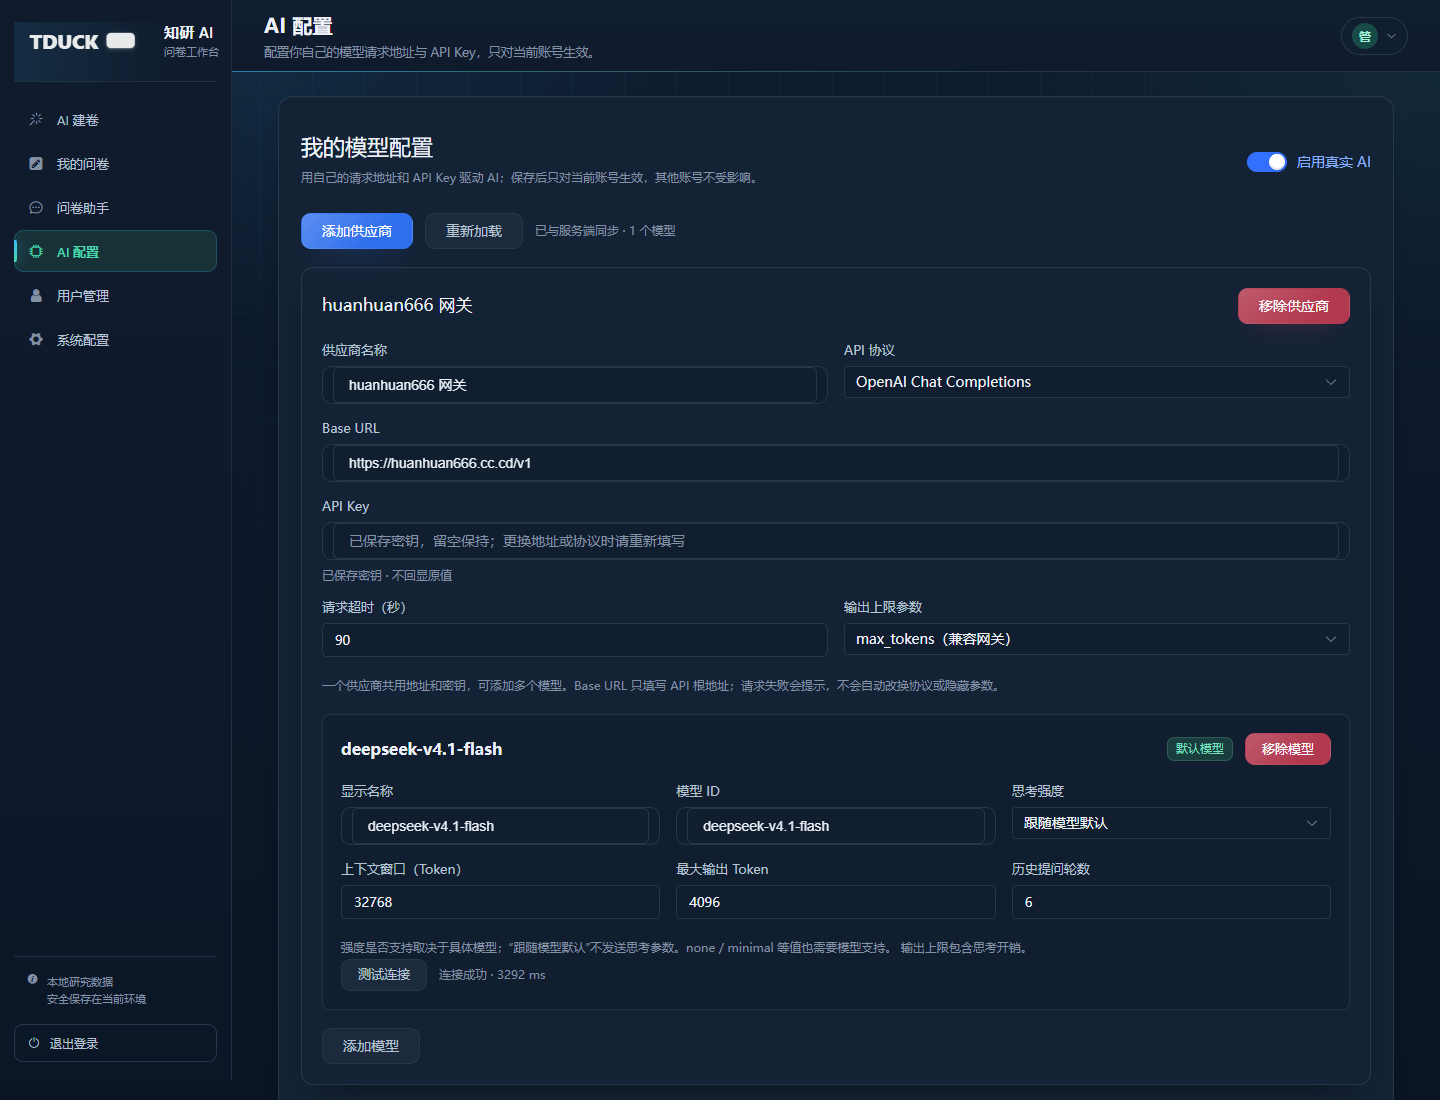 TDUCK
知研 AI
问卷工作台
AI 建卷
我的问卷
问卷助手
AI 配置
用户管理
系统配置
本地研究数据
安全保存在当前环境
退出登录
AI 配置
配置你自己的模型请求地址与 API Key，只对当前账号生效。
管
我的模型配置
用自己的请求地址和 API Key 驱动 AI；保存后只对当前账号生效，其他账号不受影响。
启用真实 AI
添加供应商
重新加载
已与服务端同步 · 1 个模型
huanhuan666 网关
移除供应商
供应商名称
API 协议
huanhuan666 网关
OpenAI Chat Completions
Base URL
https://huanhuan666.cc.cd/v1
API Key
已保存密钥，留空保持；更换地址或协议时请重新填写
已保存密钥 · 不回显原值
请求超时（秒）
输出上限参数
90
max_tokens（兼容网关）
一个供应商共用地址和密钥，可添加多个模型。Base URL 只填写 API 根地址；请求失败会提示，不会自动改换协议或隐藏参数。
deepseek-v4.1-flash
默认模型
移除模型
显示名称
模型 ID
思考强度
deepseek-v4.1-flash
deepseek-v4.1-flash
跟随模型默认
上下文窗口（Token）
最大输出 Token
历史提问轮数
32768
4096
6
强度是否支持取决于具体模型；“跟随模型默认”不发送思考参数。none / minimal 等值也需要模型支持。 输出上限包含思考开销。
测试连接
连接成功 · 3292 ms
添加模型